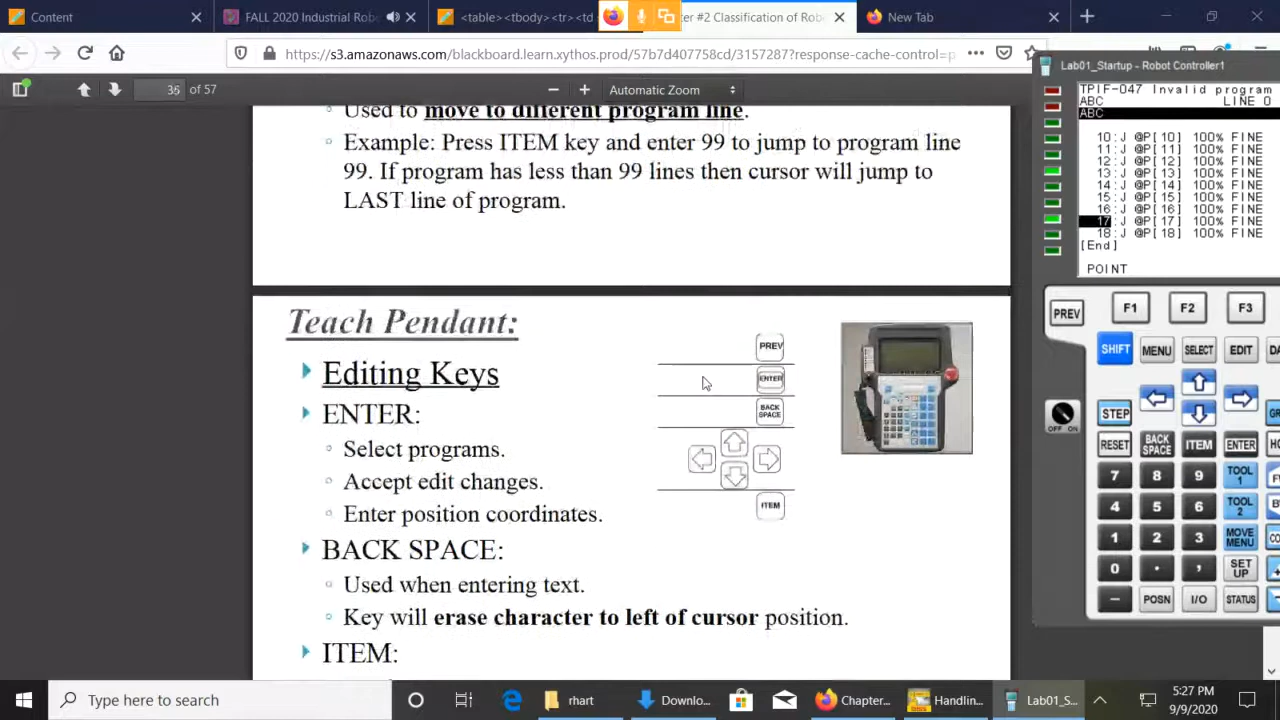 Content
FALL 2020 Industrial Rob
<table><tbody><tr><td s
ter #2 Classification of Rob
New Tab
https://s3.amazonaws.com/blackboard.learn.xythos.prod/57b7d407758cd/3157287?response-cache-control=p
36 of 57
Automatic Zoom
Used to move to different program line.
Example: Press ITEM key and enter 99 to jump to program line
99. If program has less than 99 lines then cursor will jump to
LAST line of program.
Teach Pendant:
Editing Keys
ENTER:
Select programs.
Accept edit changes.
Enter position coordinates.
BACK SPACE:
Used when entering text.
Key will erase character to left of cursor position.
ITEM:
PREV
ENTER
BACK SPACE
ITEM
Lab01_Startup - Robot Controller1
TPIF-047 Invalid program
ABC LINE 0
ABC
10:J @P[10] 100% FINE
11:J @P[11] 100% FINE
12:J @P[12] 100% FINE
13:J @P[13] 100% FINE
14:J @P[14] 100% FINE
15:J @P[15] 100% FINE
16:J @P[16] 100% FINE
17:J @P[17] 100% FINE
18:J @P[18] 100% FINE
[End]
POINT
PREV F1 F2 F3
SHIFT MENU SELECT EDIT DA
STEP GR
OFF ON
RESET BACK SPACE ITEM ENTER HO
7 8 9 TOOL 1 F
4 5 6 TOOL 2 B
1 2 3 MOVE MENU CO
0 . , SET UP
- POSN I/O STATUS
Type here to search
rhart
Downlo...
Chapter...
Handlin...
Lab01_S...
5:27 PM
9/9/2020